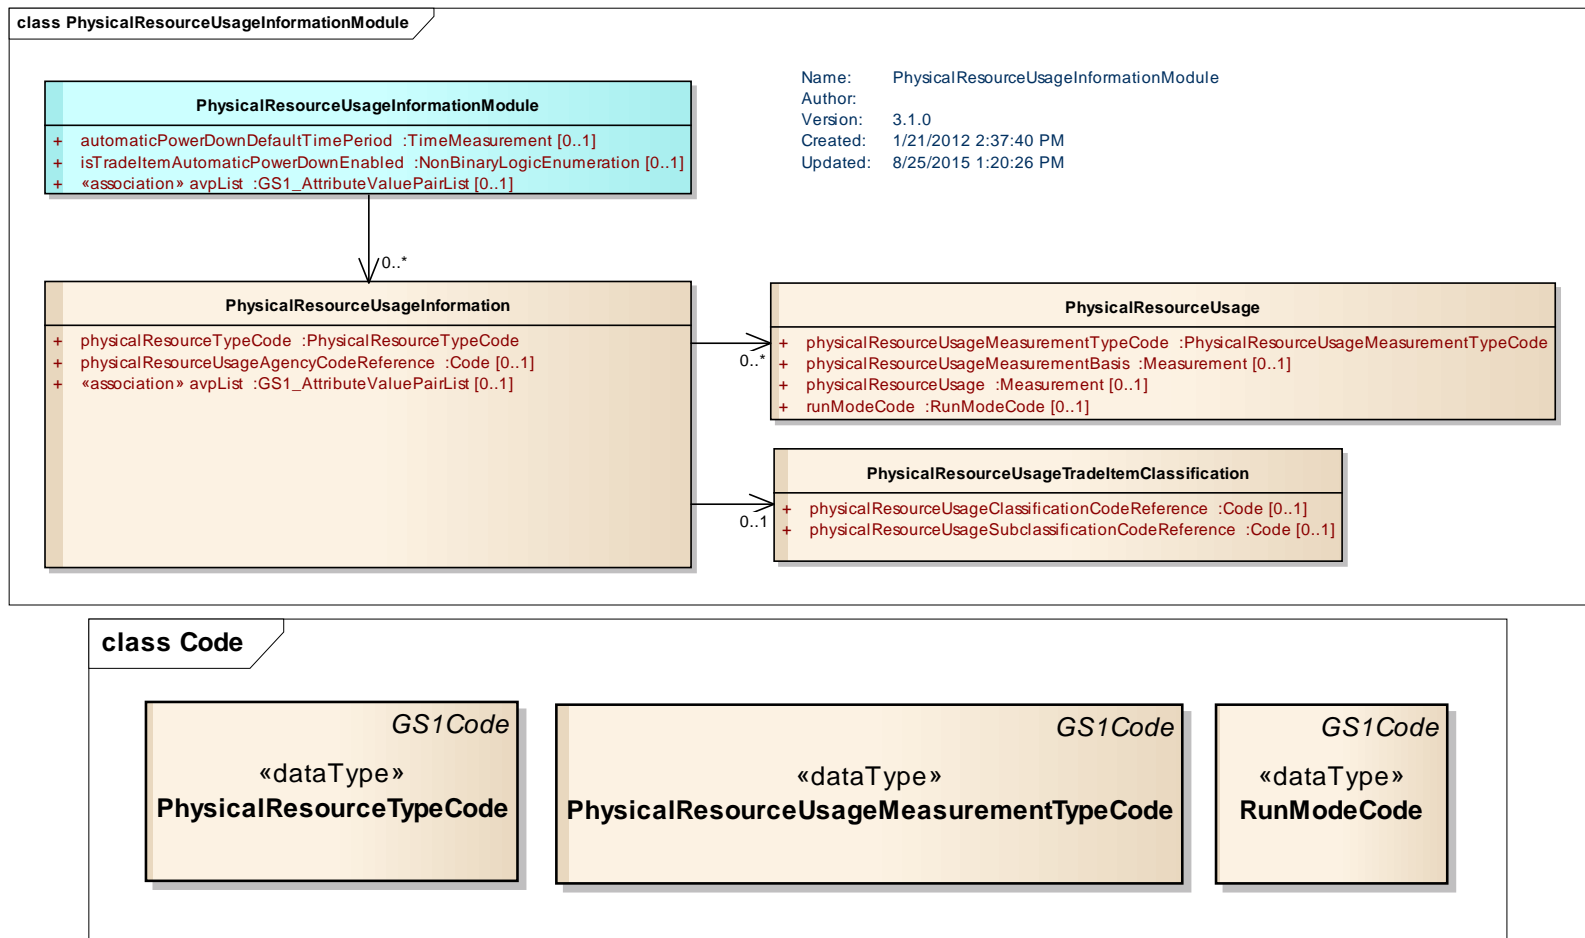 class PhysicalResourceUsageInformationModule
Name: PhysicalResourceUsageInformationModule
Author:
Version: 3.1.0
Created: 1/21/2012 2:37:40 PM
Updated: 8/25/2015 1:20:26 PM
PhysicalResourceUsageInformationModule
+ automaticPowerDownDefaultTimePeriod :TimeMeasurement [0..1]
+ isTradeItemAutomaticPowerDownEnabled :NonBinaryLogicEnumeration [0..1]
+ «association» avpList :GS1_AttributeValuePairList [0..1]
0..*
PhysicalResourceUsageInformation
+ physicalResourceTypeCode :PhysicalResourceTypeCode
+ physicalResourceUsageAgencyCodeReference :Code [0..1]
+ «association» avpList :GS1_AttributeValuePairList [0..1]
0..*
PhysicalResourceUsage
+ physicalResourceUsageMeasurementTypeCode :PhysicalResourceUsageMeasurementTypeCode
+ physicalResourceUsageMeasurementBasis :Measurement [0..1]
+ physicalResourceUsage :Measurement [0..1]
+ runModeCode :RunModeCode [0..1]
0..1
PhysicalResourceUsageTradeItemClassification
+ physicalResourceUsageClassificationCodeReference :Code [0..1]
+ physicalResourceUsageSubclassificationCodeReference :Code [0..1]
class Code
GS1Code
«dataType»
PhysicalResourceTypeCode
GS1Code
«dataType»
PhysicalResourceUsageMeasurementTypeCode
GS1Code
«dataType»
RunModeCode